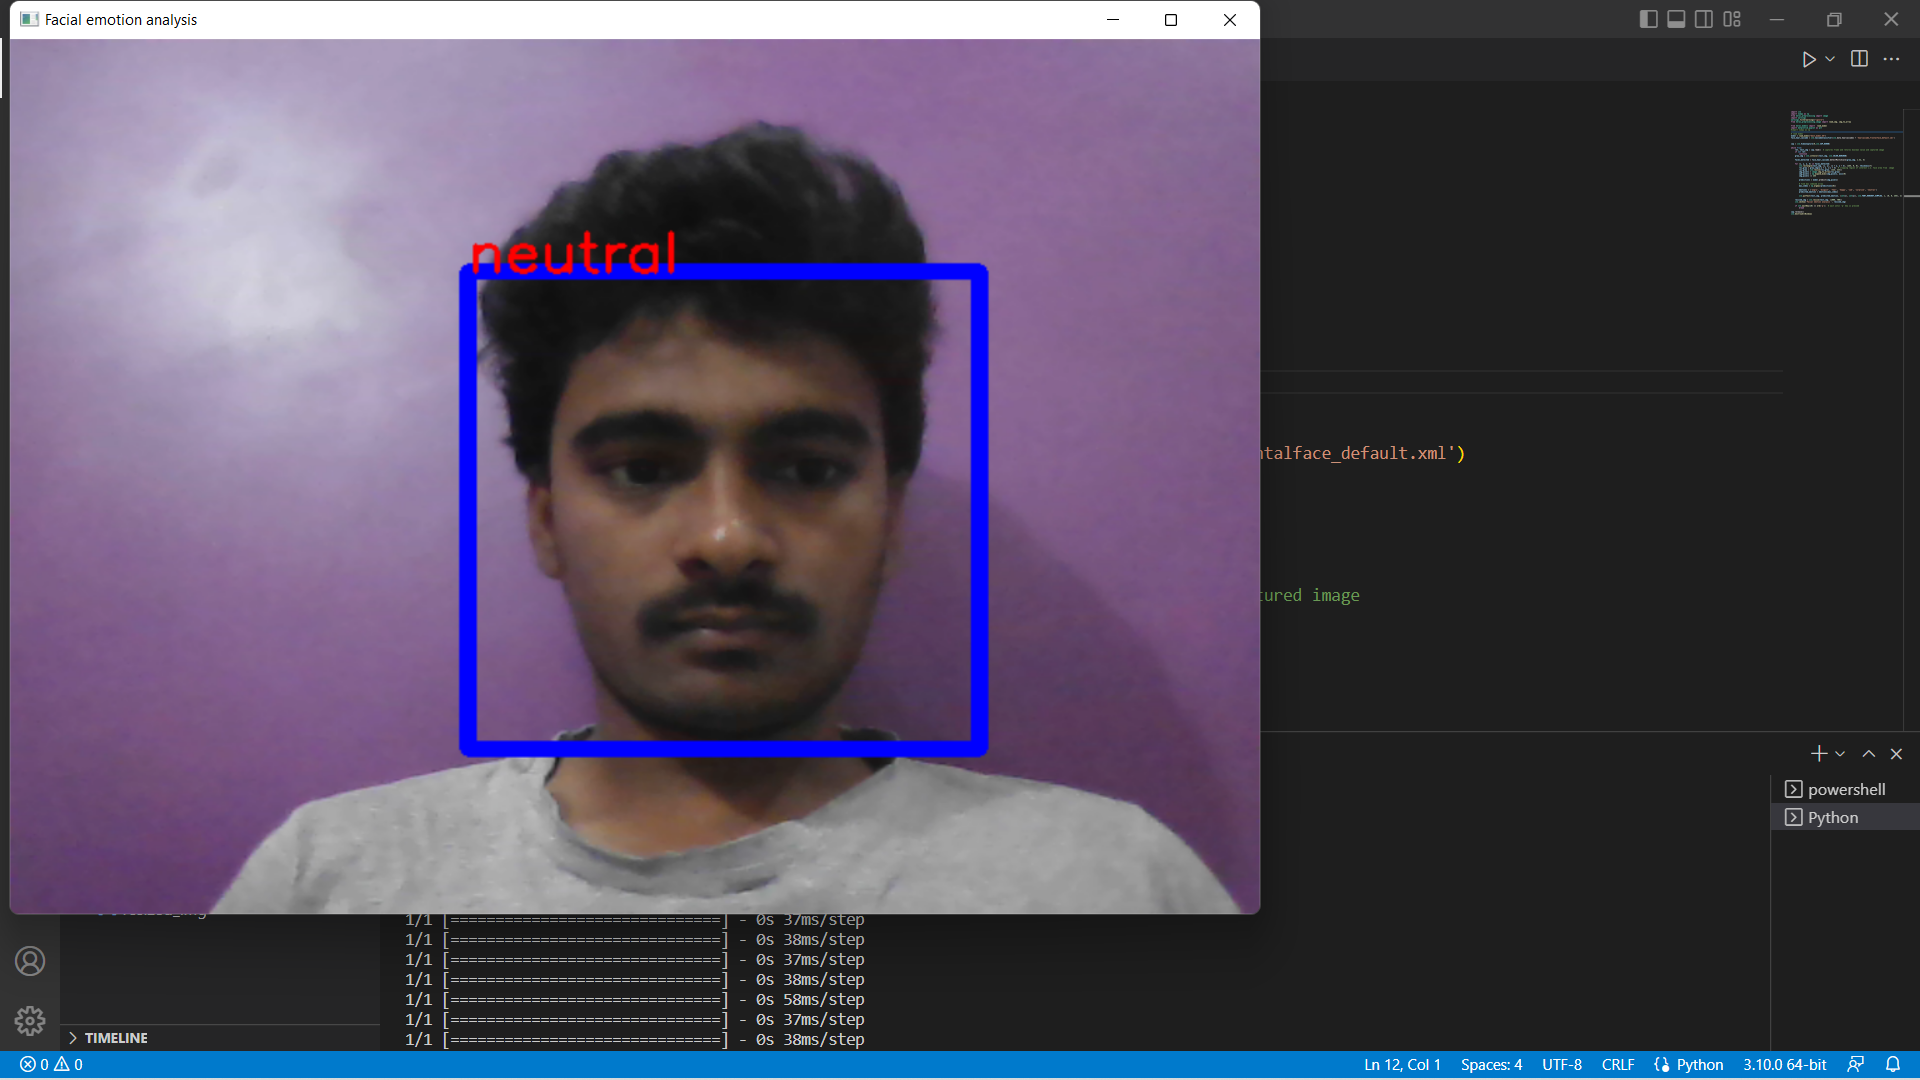 Facial emotion analysis
neutral
ntalface_default.xml')
tured image
powershell
Python
1/1 [==============================] - 0s 37ms/step
1/1 [==============================] - 0s 38ms/step
1/1 [==============================] - 0s 37ms/step
1/1 [==============================] - 0s 38ms/step
1/1 [==============================] - 0s 58ms/step
1/1 [==============================] - 0s 37ms/step
1/1 [==============================] - 0s 38ms/step
TIMELINE
0 0
Ln 12, Col 1 Spaces: 4 UTF-8 CRLF Python 3.10.0 64-bit